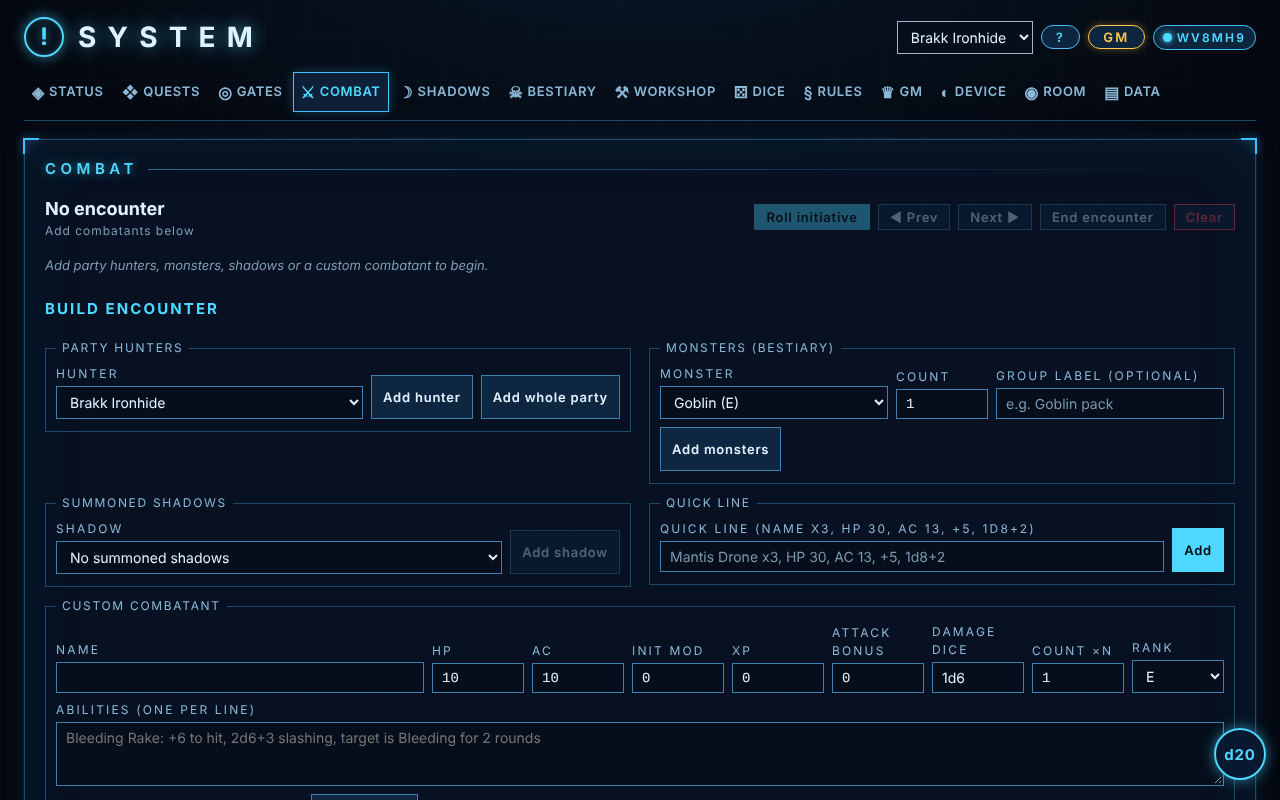 ! SYSTEM
Brakk Ironhide ? GM WV8MH9
STATUS QUESTS GATES COMBAT SHADOWS BESTIARY WORKSHOP DICE § RULES GM DEVICE ROOM DATA
COMBAT
No encounter
Add combatants below
Roll initiative ◀ Prev Next ▶ End encounter Clear
Add party hunters, monsters, shadows or a custom combatant to begin.
BUILD ENCOUNTER
PARTY HUNTERS
HUNTER
Brakk Ironhide Add hunter Add whole party
MONSTERS (BESTIARY)
MONSTER COUNT GROUP LABEL (OPTIONAL)
Goblin (E) 1 e.g. Goblin pack
Add monsters
SUMMONED SHADOWS
SHADOW
No summoned shadows Add shadow
QUICK LINE
QUICK LINE (NAME X3, HP 30, AC 13, +5, 1D8+2)
Mantis Drone x3, HP 30, AC 13, +5, 1d8+2 Add
CUSTOM COMBATANT
NAME HP AC INIT MOD XP ATTACK BONUS DAMAGE DICE COUNT ×N RANK
10 10 0 0 0 1d6 1 E
ABILITIES (ONE PER LINE)
Bleeding Rake: +6 to hit, 2d6+3 slashing, target is Bleeding for 2 rounds
d20